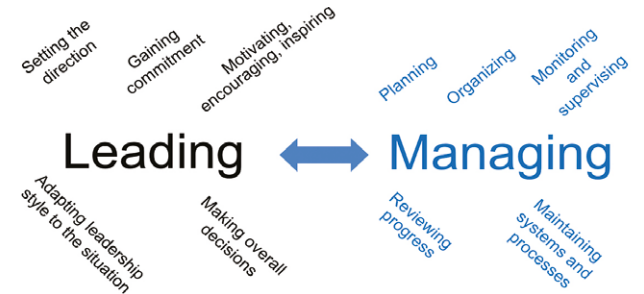 Setting the
direction
Gaining
commitment
Motivating,
encouraging, inspiring
Planning
Organizing
Monitoring
and
supervising
Leading
Managing
Adapting leadership
style to the situation
Making overall
decisions
Reviewing
progress
Maintaining
systems and
processes